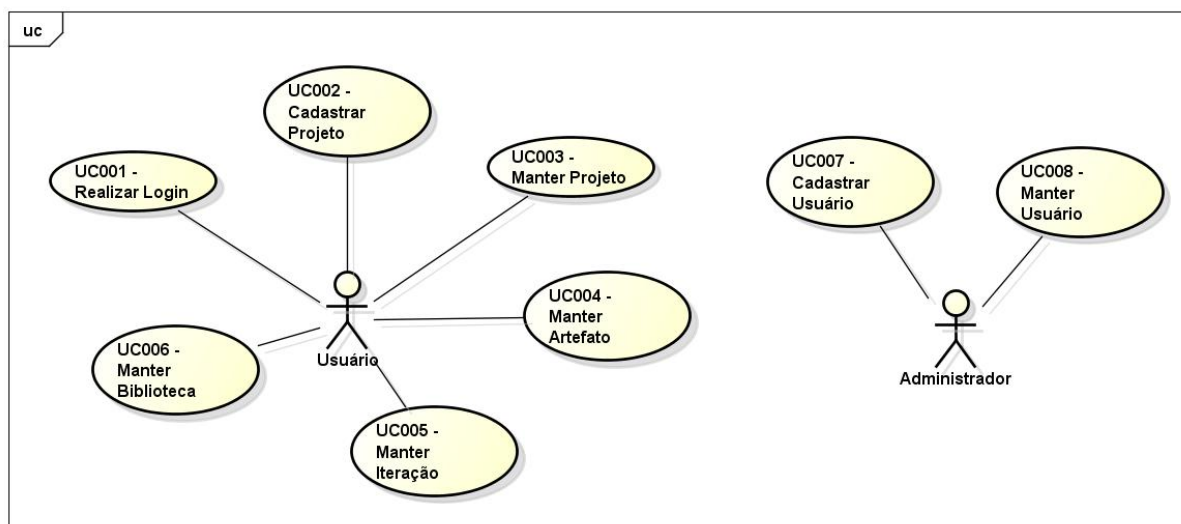 uc
UC002 -
Cadastrar
Projeto
UC001 -
Realizar Login
UC003 -
Manter Projeto
UC004 -
Manter
Artefato
UC006 -
Manter
Biblioteca
Usuário
UC005 -
Manter
Iteração
UC007 -
Cadastrar
Usuário
UC008 -
Manter
Usuário
Administrador